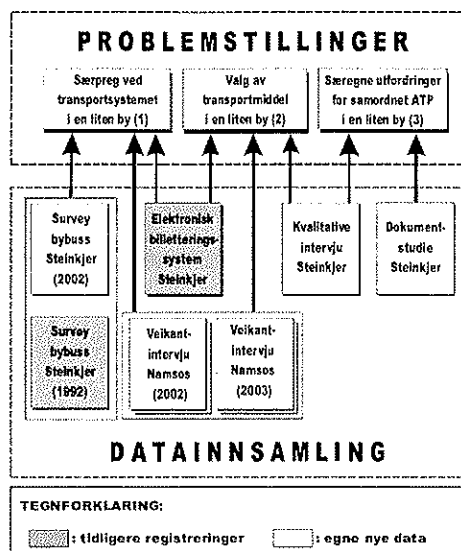 PROBLEMSTILLINGER
Særpreg ved
transportsystemet
i en liten by (1)
Valg av
transportmiddel
i en liten by (2)
Særegne utfordringer
for samordnet ATP
i en liten by (3)
Survey
bybuss
Steinkjer
(2002)
Elektronisk
billetterings-
system
Steinkjer
Kvalitative
intervju
Steinkjer
Dokument-
studie
Steinkjer
Survey
bybuss
Steinkjer
(1992)
Veikant-
intervju
Namsos
(2002)
Veikant-
intervju
Namsos
(2003)
DATAINNSAMLING
TEGNFORKLARING:
: tidligere registreringer
: egne nye data